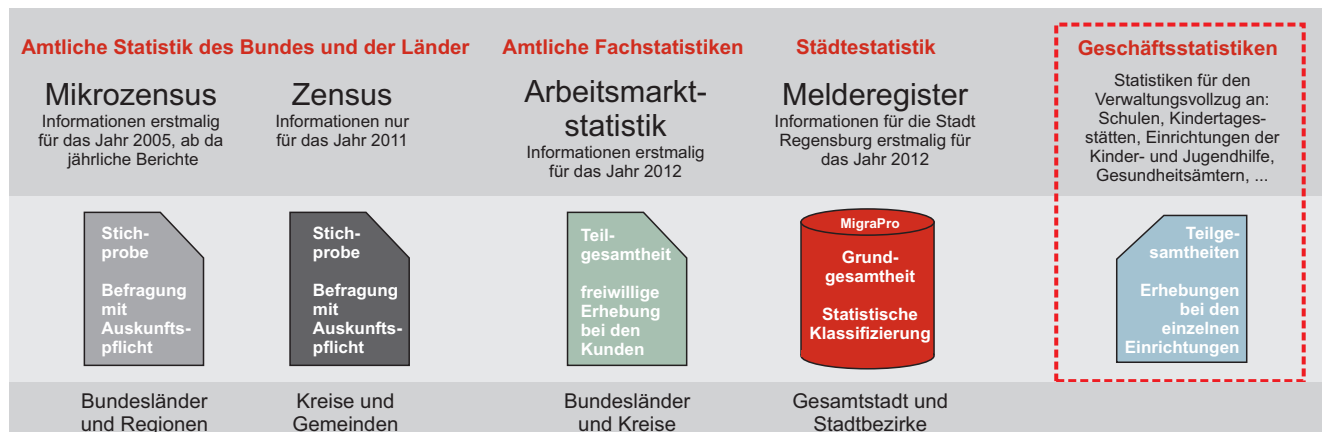 Amtliche Statistik des Bundes und der Länder
Mikrozensus
Informationen erstmalig
für das Jahr 2005, ab da
jährliche Berichte
Zensus
Informationen nur
für das Jahr 2011
Amtliche Fachstatistiken
Arbeitsmarkt-
statistik
Informationen erstmalig
für das Jahr 2012
Städtestatistik
Melderegister
Informationen für die Stadt
Regensburg erstmalig für
das Jahr 2012
Geschäftsstatistiken
Statistiken für den
Verwaltungsvollzug an:
Schulen, Kindertages-
stätten, Einrichtungen der
Kinder- und Jugendhilfe,
Gesundheitsämtern, ...
Stich-
probe
Befragung
mit
Auskunfts-
pflicht
Stich-
probe
Befragung
mit
Auskunfts-
pflicht
Teil-
gesamtheit
freiwillige
Erhebung
bei den
Kunden
MigraPro
Grund-
gesamtheit
Statistische
Klassifizierung
Teilge-
samtheiten
Erhebungen
bei den
einzelnen
Einrichtungen
Bundesländer
und Regionen
Kreise und
Gemeinden
Bundesländer
und Kreise
Gesamtstadt und
Stadtbezirke